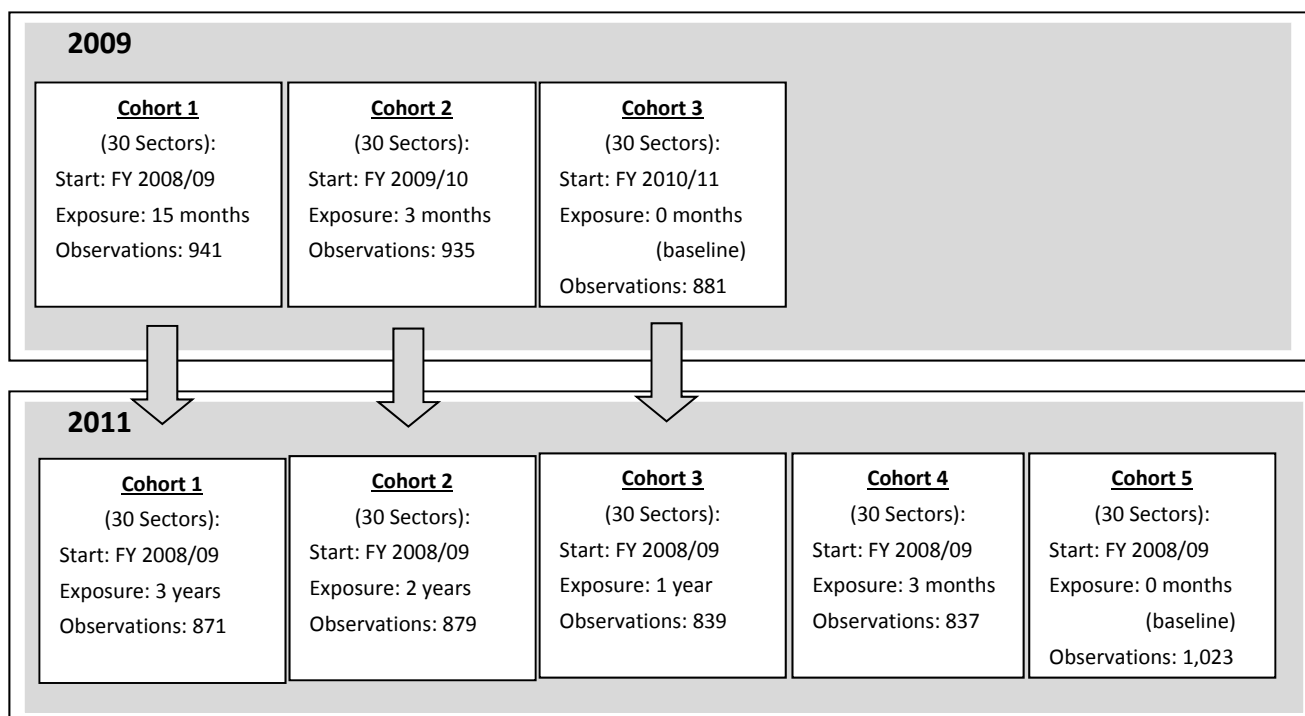 2009
Cohort 1
(30 Sectors):
Start: FY 2008/09
Exposure: 15 months
Observations: 941
Cohort 2
(30 Sectors):
Start: FY 2009/10
Exposure: 3 months
Observations: 935
Cohort 3
(30 Sectors):
Start: FY 2010/11
Exposure: 0 months
(baseline)
Observations: 881
2011
Cohort 1
(30 Sectors):
Start: FY 2008/09
Exposure: 3 years
Observations: 871
Cohort 2
(30 Sectors):
Start: FY 2008/09
Exposure: 2 years
Observations: 879
Cohort 3
(30 Sectors):
Start: FY 2008/09
Exposure: 1 year
Observations: 839
Cohort 4
(30 Sectors):
Start: FY 2008/09
Exposure: 3 months
Observations: 837
Cohort 5
(30 Sectors):
Start: FY 2008/09
Exposure: 0 months
(baseline)
Observations: 1,023